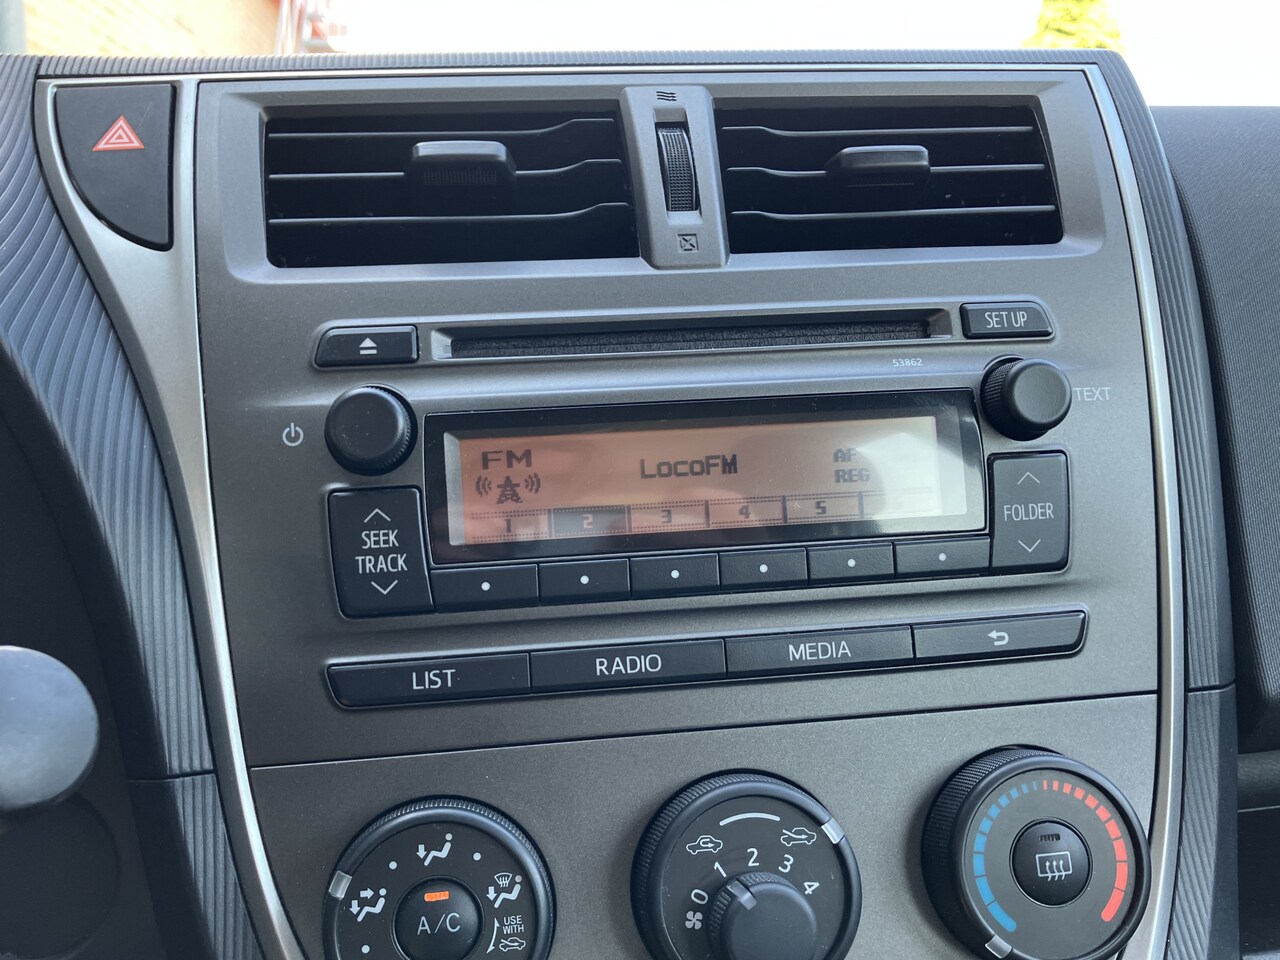 SET UP
53862
TEXT
FM
LocoFM
AF
REG
1 2 3 4 5
SEEK
TRACK
FOLDER
LIST
RADIO
MEDIA
0 1 2 3 4
A/C
USE
WITH